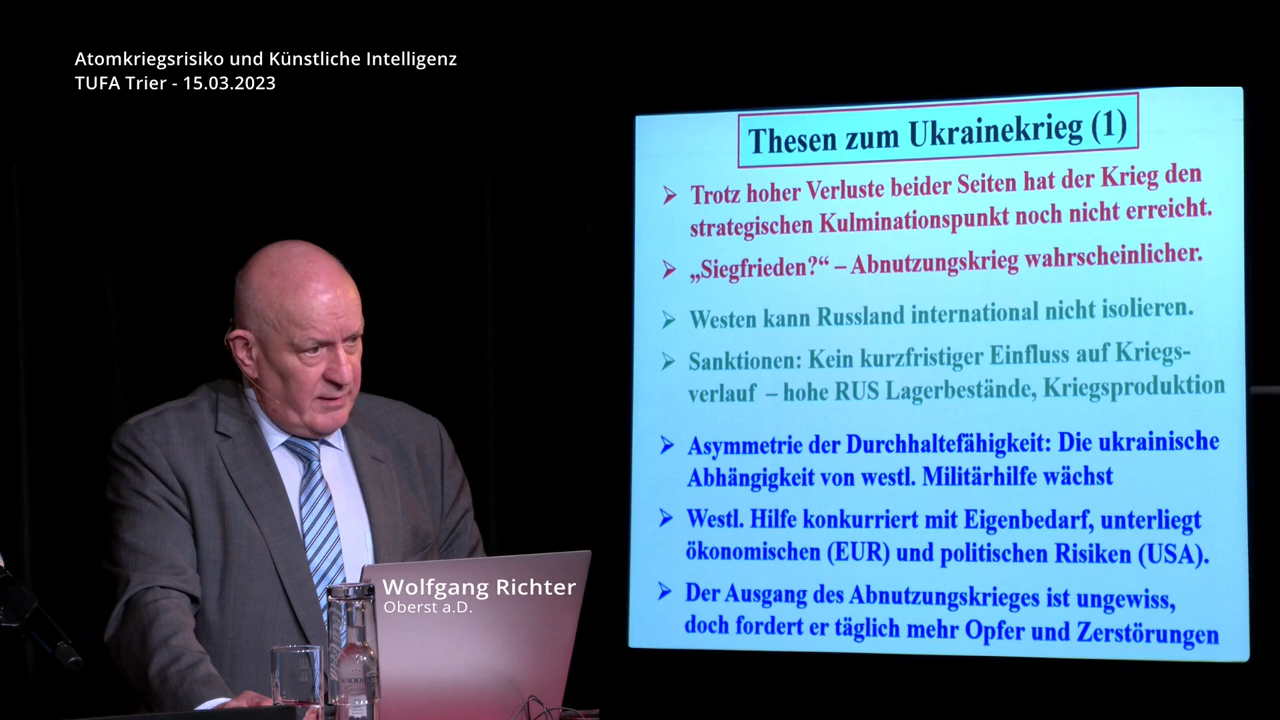 Atomkriegsrisiko und Künstliche Intelligenz
TUFA Trier - 15.03.2023
Thesen zum Ukrainekrieg (1)
➢ Trotz hoher Verluste beider Seiten hat der Krieg den
strategischen Kulminationspunkt noch nicht erreicht.
➢ „Siegfrieden?“ – Abnutzungskrieg wahrscheinlicher.
➢ Westen kann Russland international nicht isolieren.
➢ Sanktionen: Kein kurzfristiger Einfluss auf Kriegs-
verlauf – hohe RUS Lagerbestände, Kriegsproduktion
➢ Asymmetrie der Durchhaltefähigkeit: Die ukrainische
Abhängigkeit von westl. Militärhilfe wächst
➢ Westl. Hilfe konkurriert mit Eigenbedarf, unterliegt
ökonomischen (EUR) und politischen Risiken (USA).
➢ Der Ausgang des Abnutzungskrieges ist ungewiss,
doch fordert er täglich mehr Opfer und Zerstörungen
Wolfgang Richter
Oberst a.D.